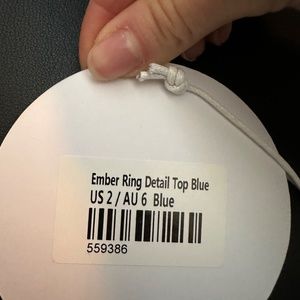 Ember Ring Detail Top Blue
US 2 / AU 6 Blue
559386